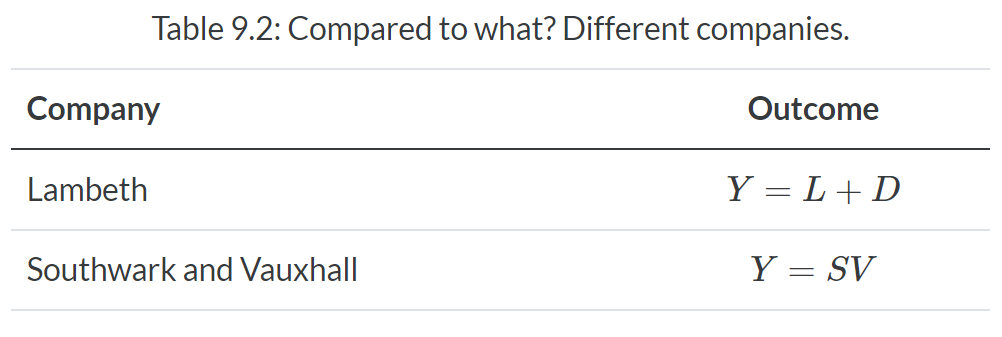 Table 9.2: Compared to what? Different companies.
Company Outcome
Lambeth Y = L + D
Southwark and Vauxhall Y = SV